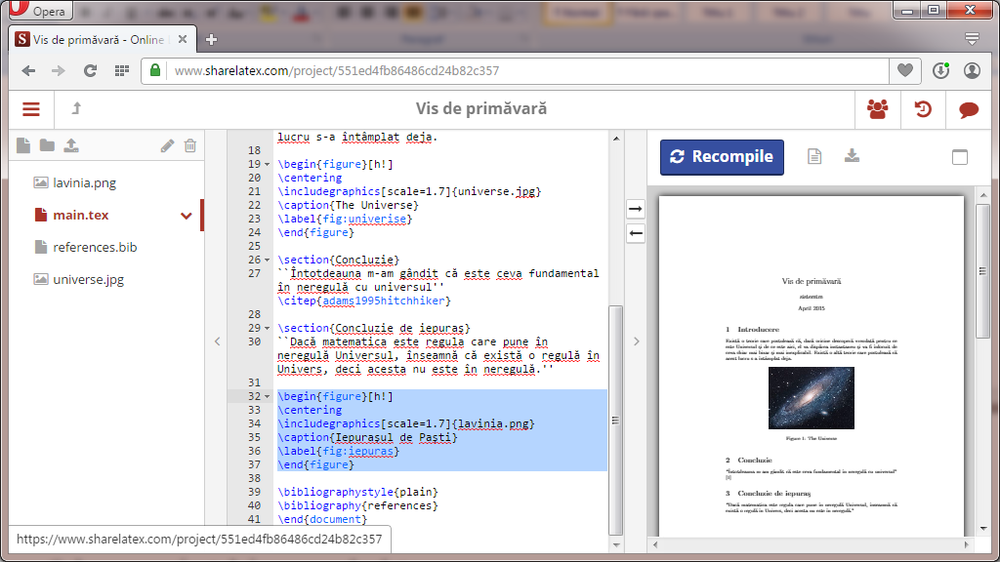 Opera
Vis de primăvară - Online
www.sharelatex.com/project/551ed4fb86486cd24b82c357
Vis de primăvară
lavinia.png
main.tex
references.bib
universe.jpg
lucru s-a întâmplat deja.
18
19 \begin{figure}[h!]
20 \centering
21 \includegraphics[scale=1.7]{universe.jpg}
22 \caption{The Universe}
23 \label{fig:univerise}
24 \end{figure}
25
26 \section{Concluzie}
27 ``Întotdeauna m-am gândit că este ceva fundamental
în neregulă cu universul''
\citep{adams1995hitchhiker}
28
29 \section{Concluzie de iepuraș}
30 ``Dacă matematica este regula care pune în
neregulă Universul, înseamnă că există o regulă în
Univers, deci acesta nu este în neregulă.''
31
32 \begin{figure}[h!]
33 \centering
34 \includegraphics[scale=1.7]{lavinia.png}
35 \caption{Iepurașul de Paști}
36 \label{fig:iepuras}
37 \end{figure}
38
39 \bibliographystyle{plain}
40 \bibliography{references}
41 \end{document}
Recompile
Vis de primăvară
sistemizm
April 2015
1 Introducere
Figure 1: The Universe
2 Concluzie
"Întotdeauna m-am gândit că este ceva fundamental în neregulă cu universul"
3 Concluzie de iepuraș
"Dacă matematica este regula care pune în neregulă Universul, înseamnă că
există o regulă în Univers, deci acesta nu este în neregulă."
https://www.sharelatex.com/project/551ed4fb86486cd24b82c357